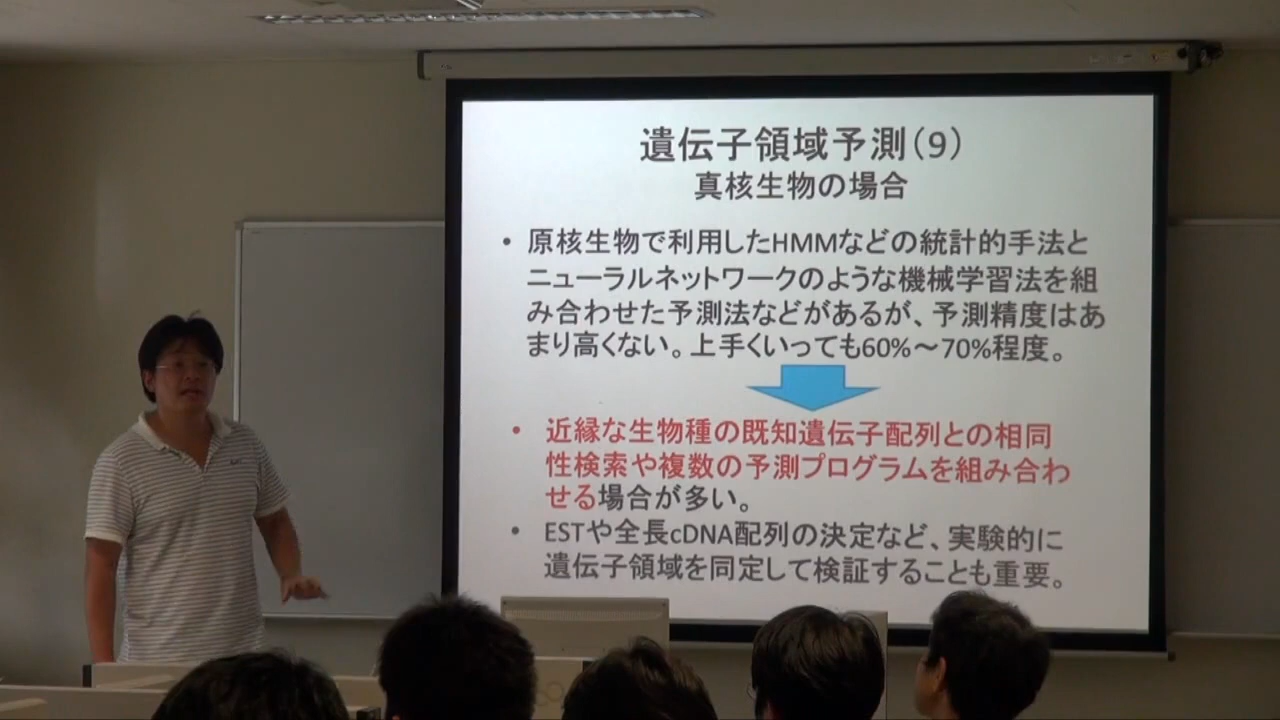 遺伝子領域予測(9)
真核生物の場合
• 原核生物で利用したHMMなどの統計的手法と
ニューラルネットワークのような機械学習法を組
み合わせた予測法などがあるが、予測精度はあ
まり高くない。上手くいっても60%～70%程度。
• 近縁な生物種の既知遺伝子配列との相同
性検索や複数の予測プログラムを組み合わ
せる場合が多い。
• ESTや全長cDNA配列の決定など、実験的に
遺伝子領域を同定して検証することも重要。